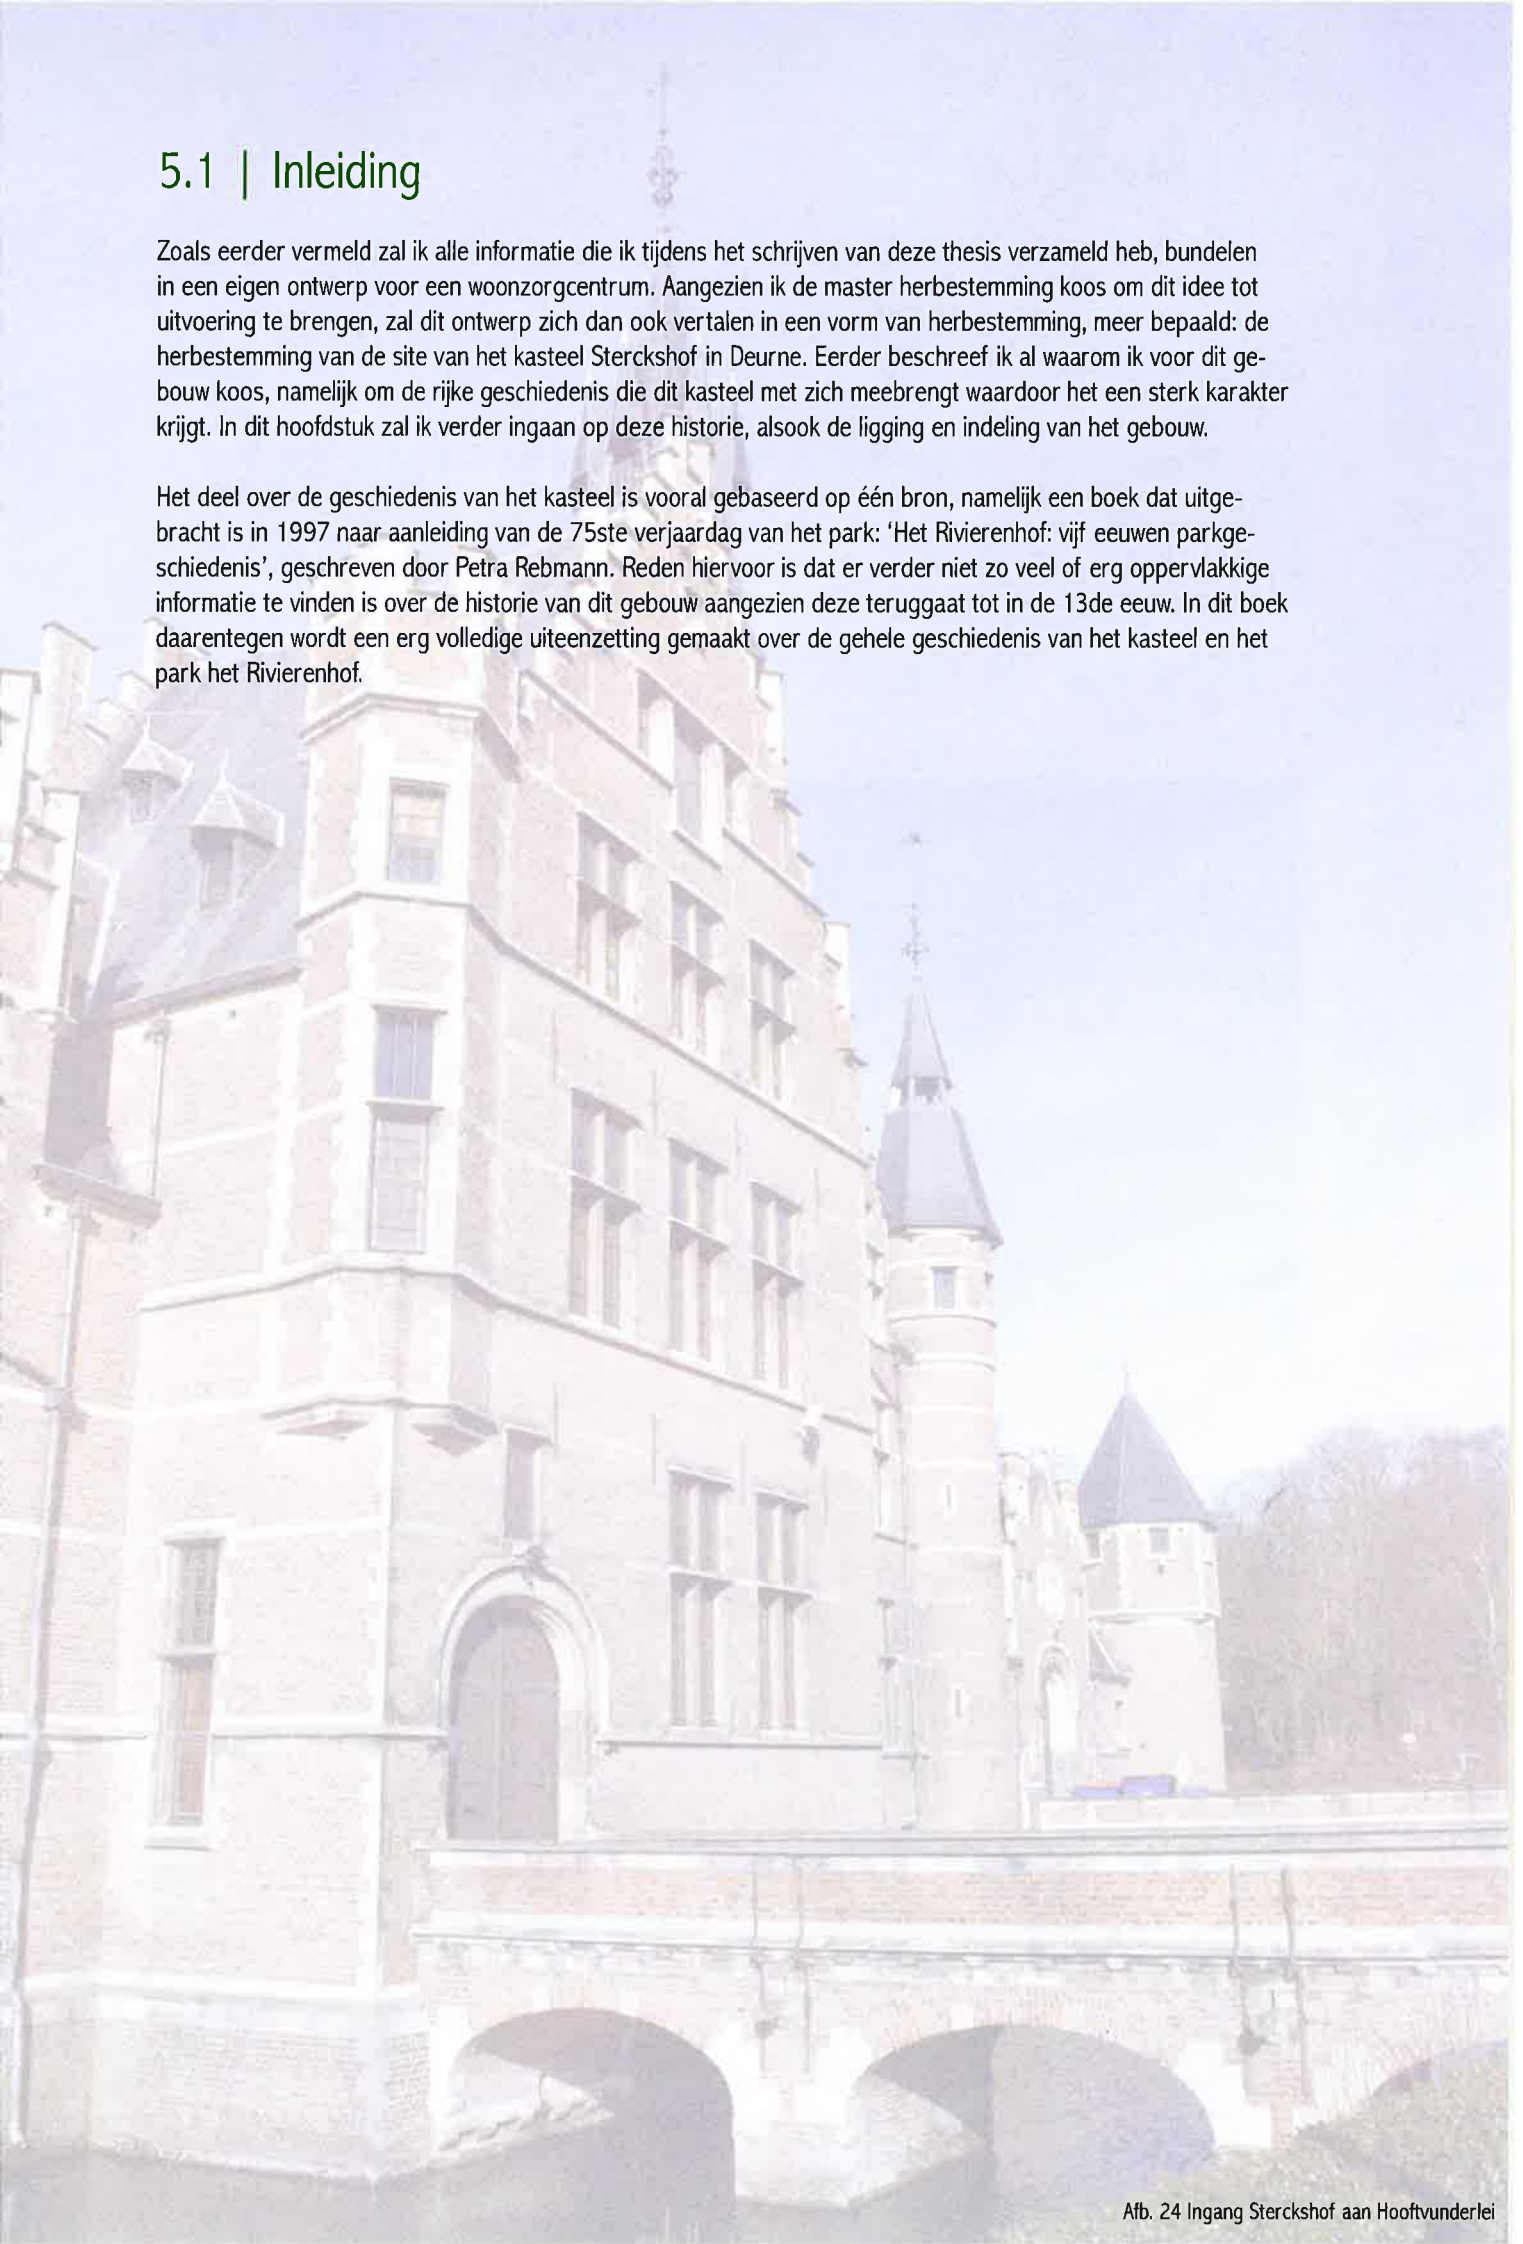 5.1 | Inleiding
Zoals eerder vermeld zal ik alle informatie die ik tijdens het schrijven van deze thesis verzameld heb, bundelen
in een eigen ontwerp voor een woonzorgcentrum. Aangezien ik de master herbestemming koos om dit idee tot
uitvoering te brengen, zal dit ontwerp zich dan ook vertalen in een vorm van herbestemming, meer bepaald: de
herbestemming van de site van het kasteel Sterckshof in Deurne. Eerder beschreef ik al waarom ik voor dit ge-
bouw koos, namelijk om de rijke geschiedenis die dit kasteel met zich meebrengt waardoor het een sterk karakter
krijgt. In dit hoofdstuk zal ik verder ingaan op deze historie, alsook de ligging en indeling van het gebouw.
Het deel over de geschiedenis van het kasteel is vooral gebaseerd op één bron, namelijk een boek dat uitge-
bracht is in 1997 naar aanleiding van de 75ste verjaardag van het park: 'Het Rivierenhof: vijf eeuwen parkge-
schiedenis', geschreven door Petra Rebmann. Reden hiervoor is dat er verder niet zo veel of erg oppervlakkige
informatie te vinden is over de historie van dit gebouw aangezien deze teruggaat tot in de 13de eeuw. In dit boek
daarentegen wordt een erg volledige uiteenzetting gemaakt over de gehele geschiedenis van het kasteel en het
park het Rivierenhof.
Afb. 24 Ingang Sterckshof aan Hooftvunderlei